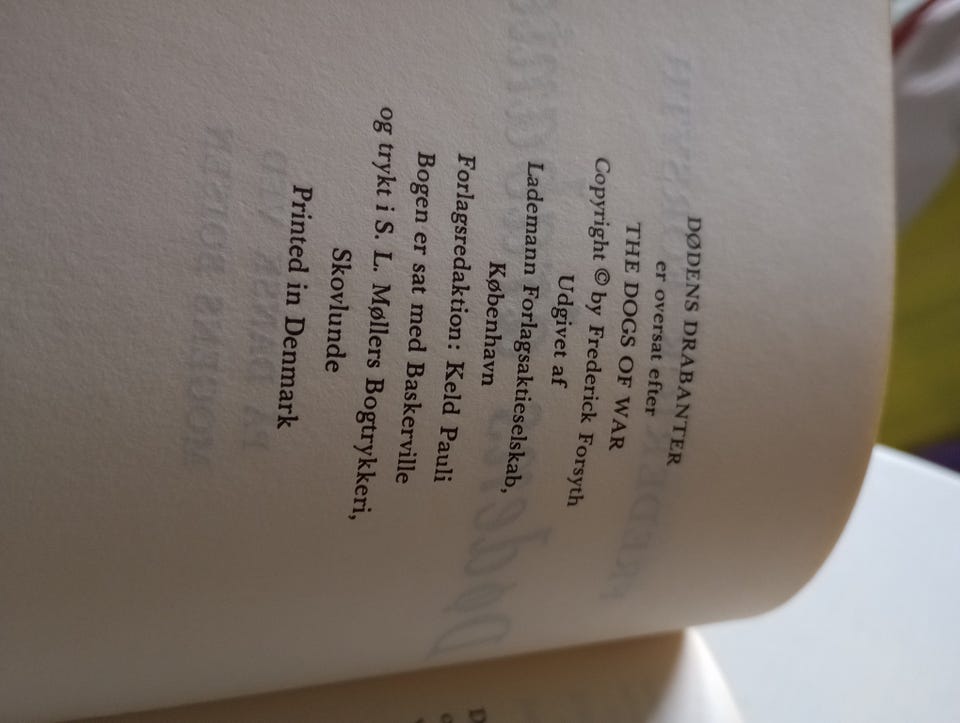 DØDENS DRABANTER
er oversat efter
THE DOGS OF WAR
Copyright © by Frederick Forsyth
Udgivet af
Lademann Forlagsaktieselskab,
København
Forlagsredaktion: Keld Pauli
Bogen er sat med Baskerville
og trykt i S. L. Møllers Bogtrykkeri,
Skovlunde
Printed in Denmark